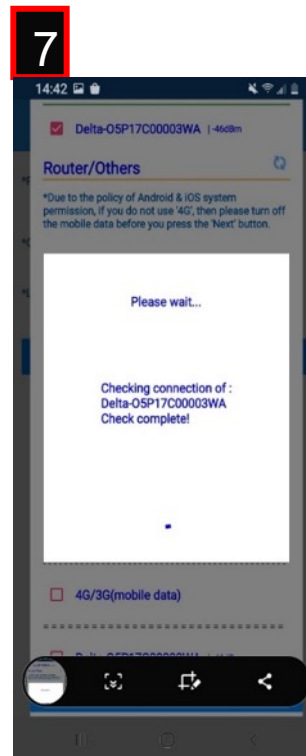 7
14:42
Delta-O5P17C00003WA | -46dBm
Router/Others
*Due to the policy of Android & iOS system
permission, if you do not use '4G', then please turn off
the mobile data before you press the 'Next' button.
Please wait...
Checking connection of :
Delta-O5P17C00003WA
Check complete!
4G/3G(mobile data)